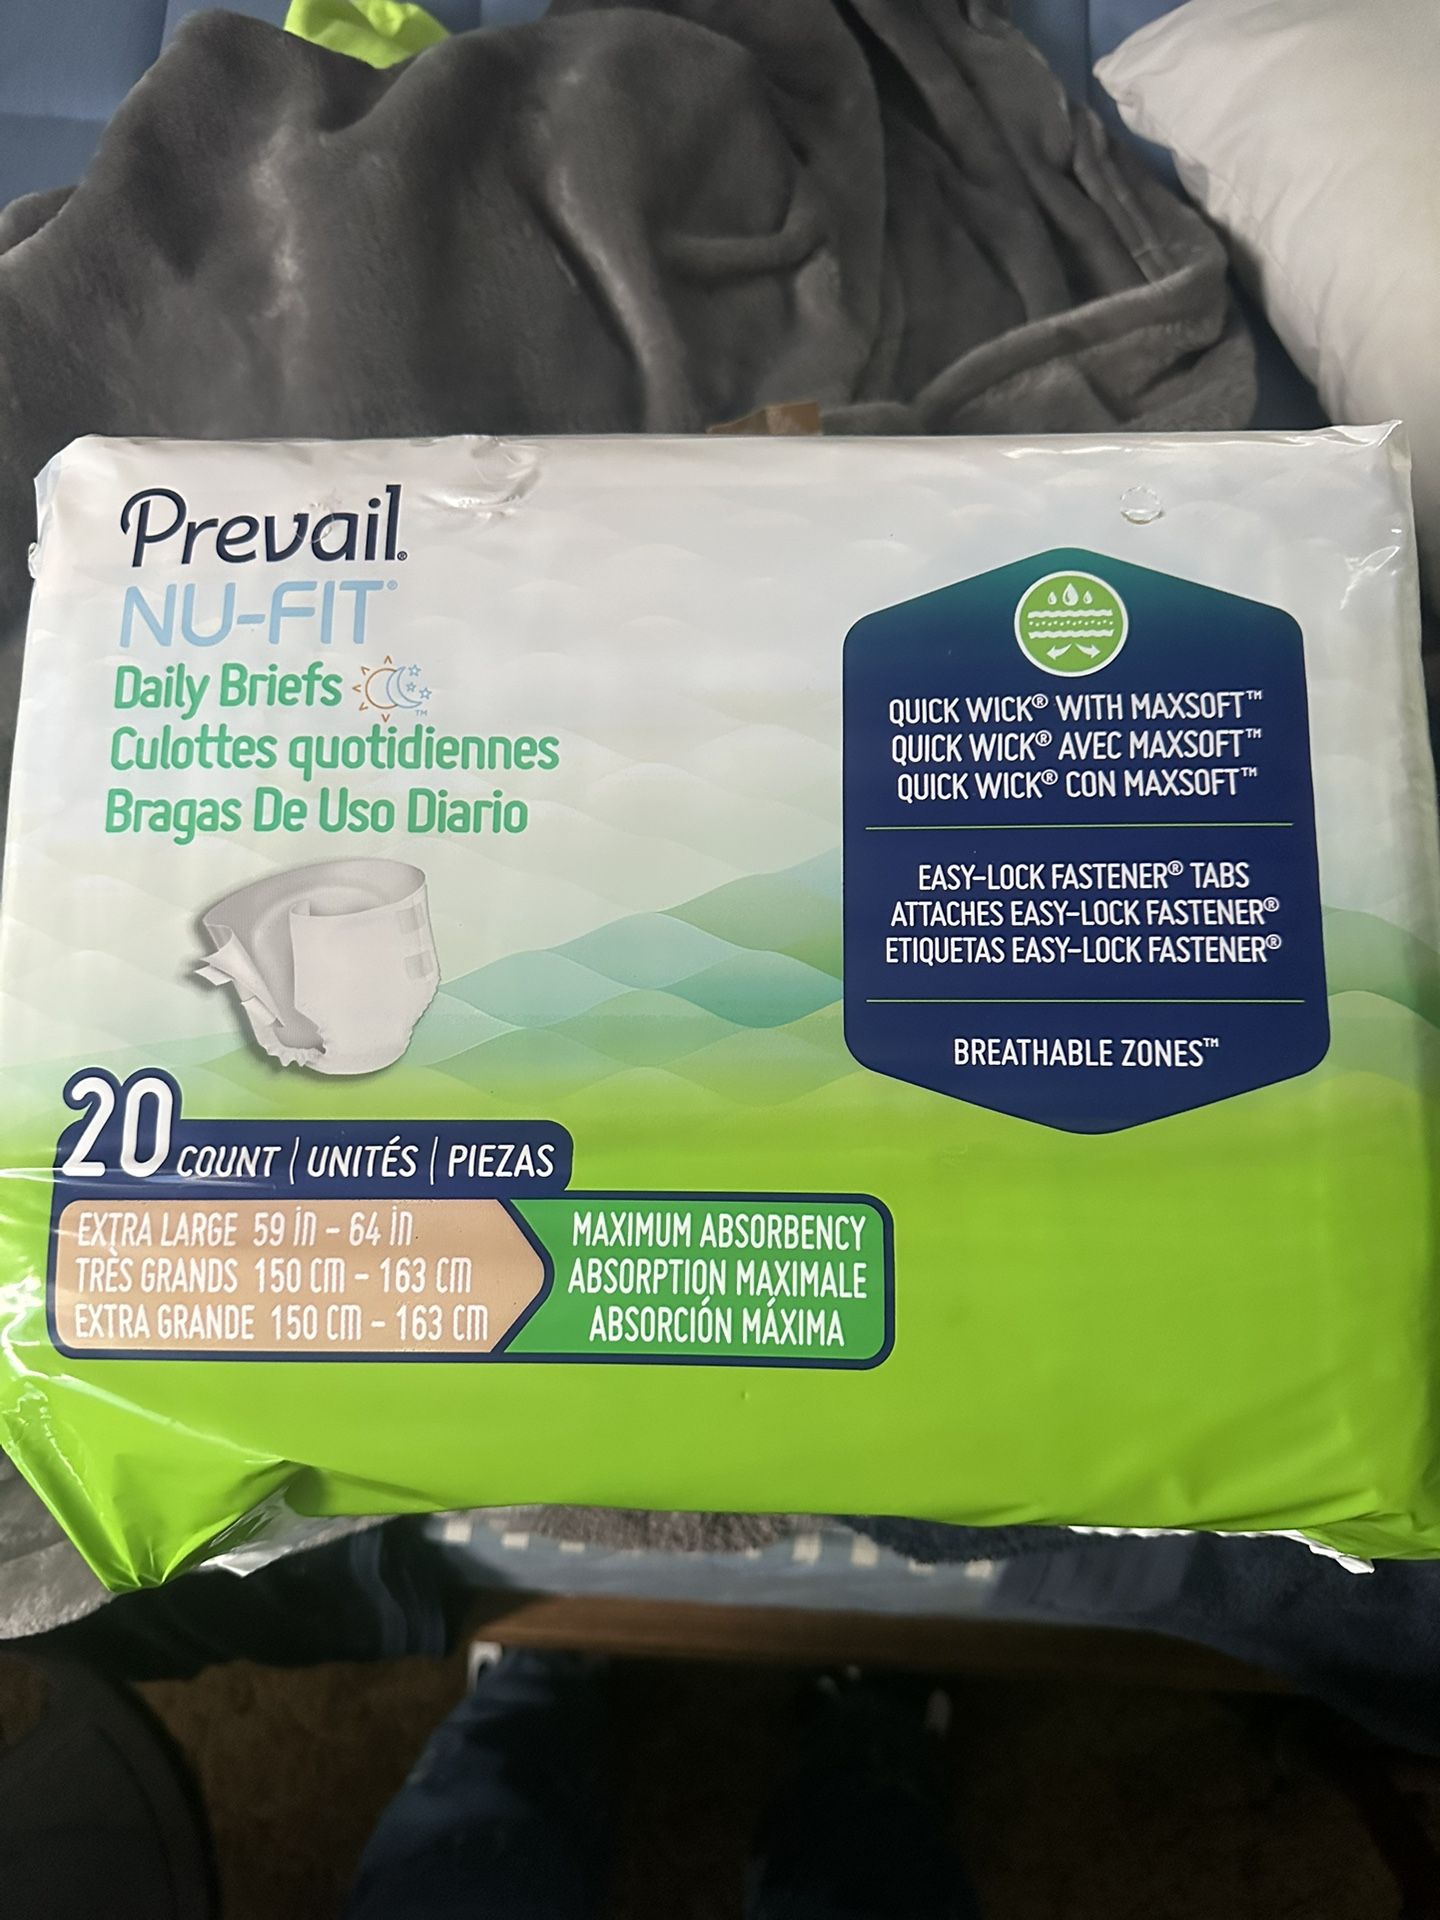 Prevail®
NU-FIT®
Daily Briefs ™
Culottes quotidiennes
Bragas De Uso Diario
QUICK WICK® WITH MAXSOFT™
QUICK WICK® AVEC MAXSOFT™
QUICK WICK® CON MAXSOFT™
EASY-LOCK FASTENER® TABS
ATTACHES EASY-LOCK FASTENER®
ETIQUETAS EASY-LOCK FASTENER®
BREATHABLE ZONES™
20 COUNT / UNITÉS / PIEZAS
EXTRA LARGE 59 in - 64 in
TRÈS GRANDS 150 cm - 163 cm
EXTRA GRANDE 150 cm - 163 cm
MAXIMUM ABSORBENCY
ABSORPTION MAXIMALE
ABSORCIÓN MÁXIMA